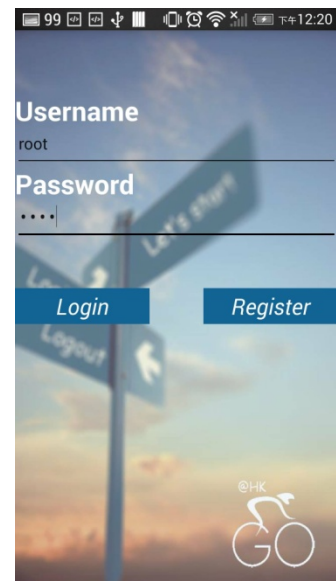 99 下午12:20
Username
root
Password
••••
Let's start
Login Register
Logout
@HK
GO